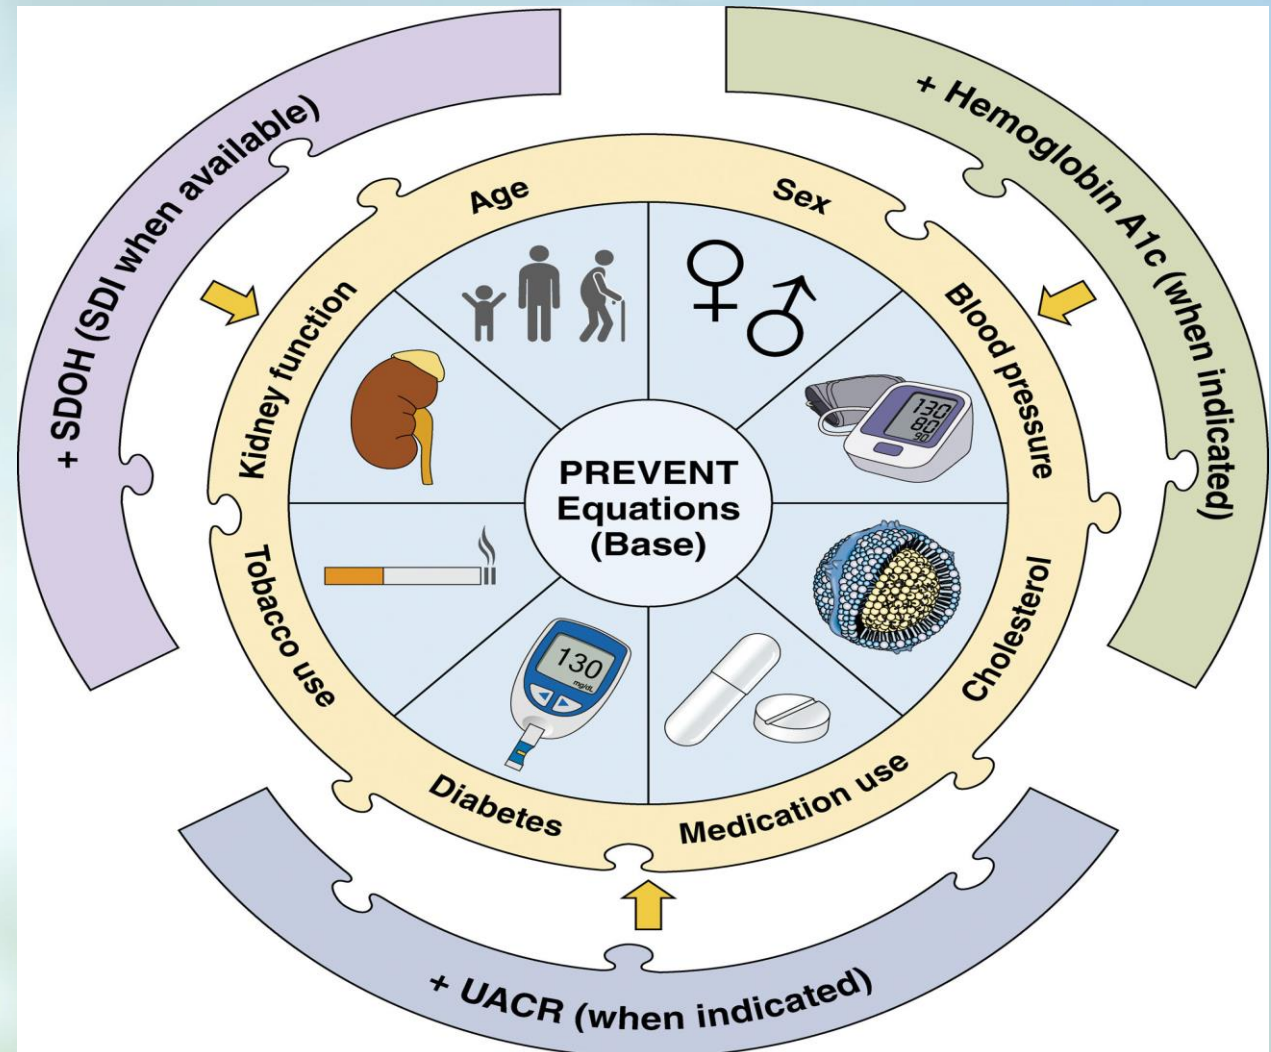 + SDOH (SDI when available)
+ Hemoglobin A1c (when indicated)
Age
Sex
Kidney function
Blood pressure
130
80
90
PREVENT
Equations
(Base)
Tobacco use
Cholesterol
130
mg/dL
Diabetes
Medication use
+ UACR (when indicated)